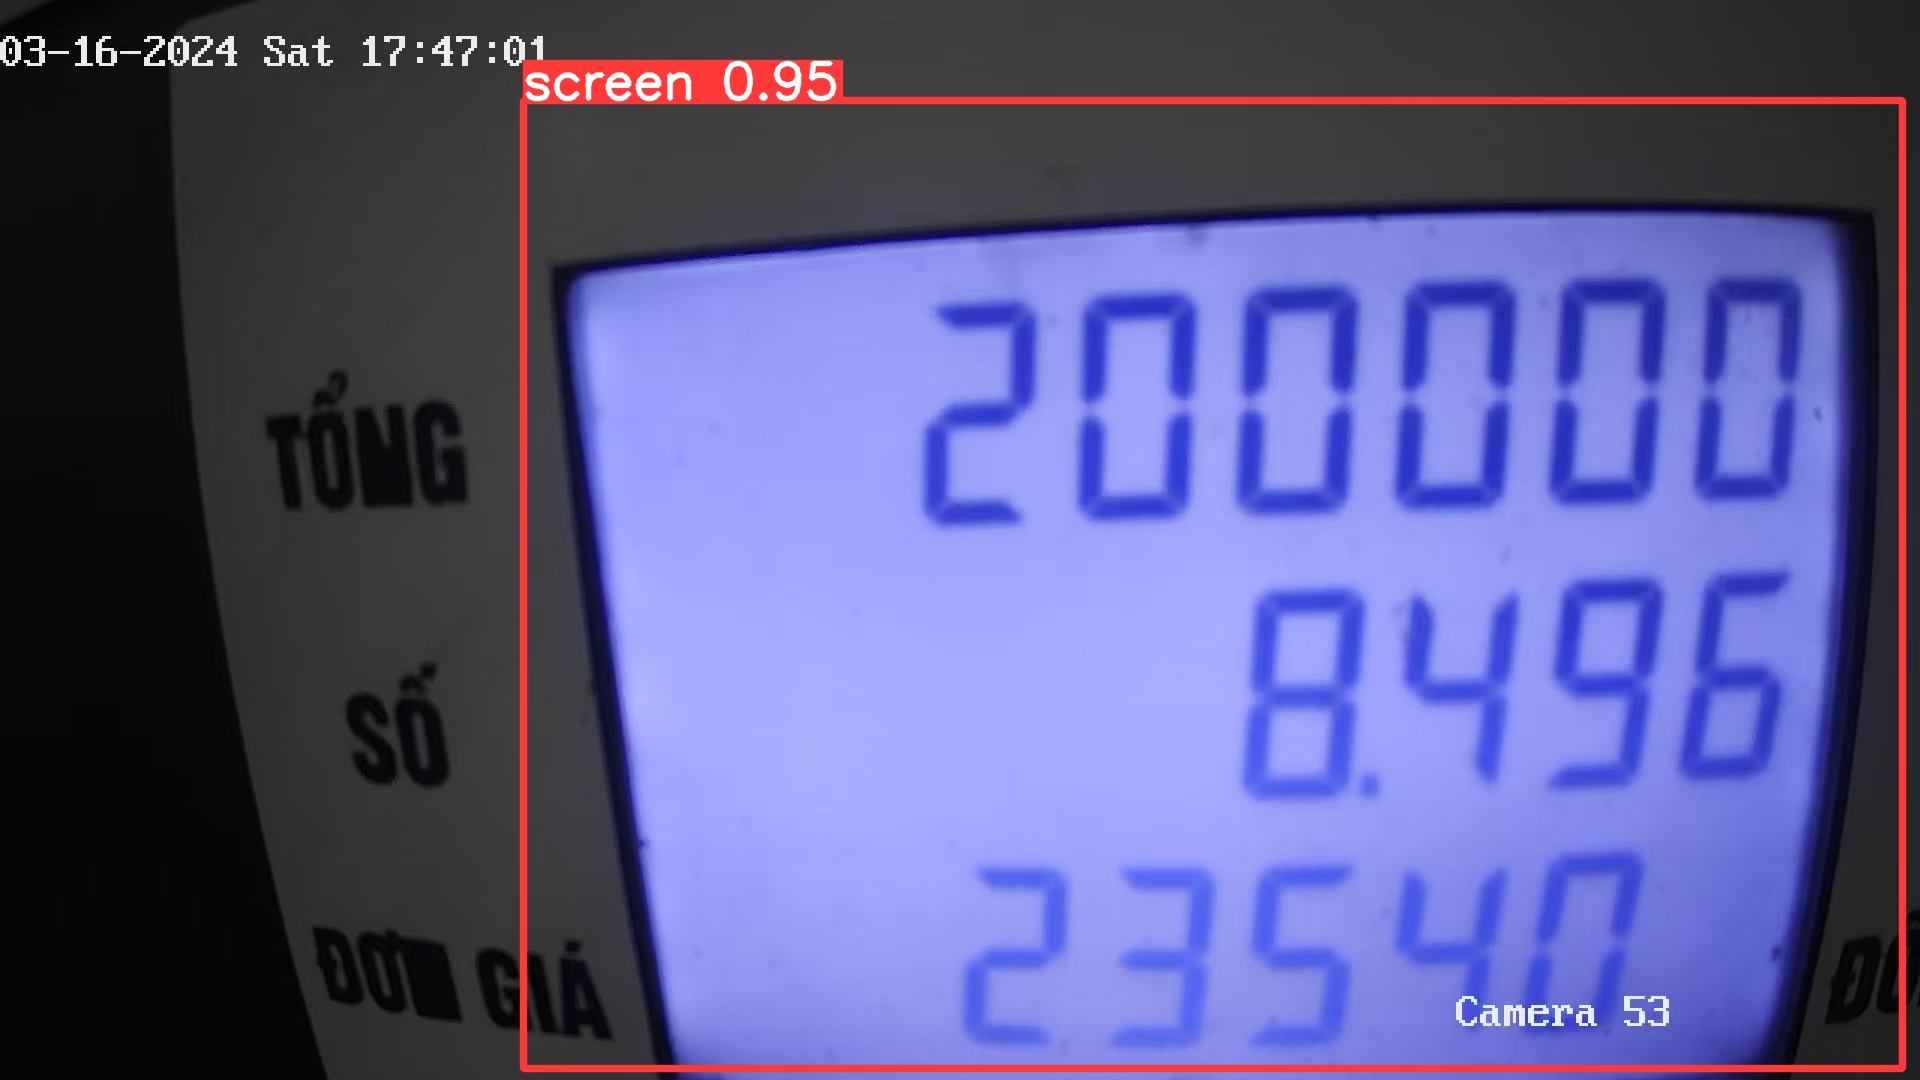 03-16-2024 Sat 17:47:01
screen 0.95
TỔNG 200000
SỐ 8.496
ĐƠN GIÁ 23540
Camera 53